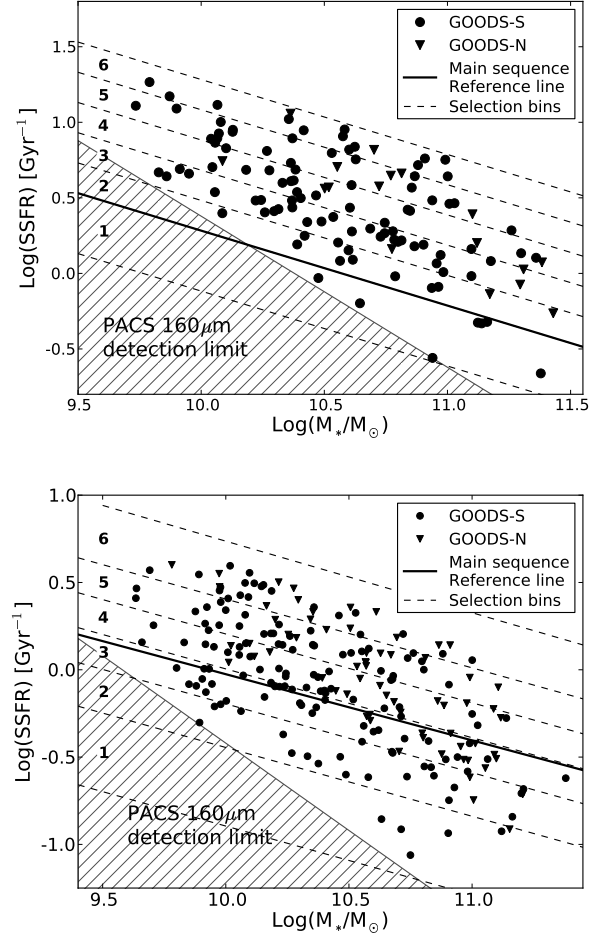 GOODS-S
GOODS-N
Main sequence
Reference line
Selection bins
1.5
1.0
0.5
0.0
-0.5
Log(SSFR) [Gyr⁻¹]
6
5
4
3
2
1
PACS 160μm
detection limit
9.5 10.0 10.5 11.0 11.5
Log(M*/M⊙)
GOODS-S
GOODS-N
Main sequence
Reference line
Selection bins
1.0
0.5
0.0
-0.5
-1.0
Log(SSFR) [Gyr⁻¹]
6
5
4
3
2
1
PACS 160μm
detection limit
9.5 10.0 10.5 11.0
Log(M*/M⊙)